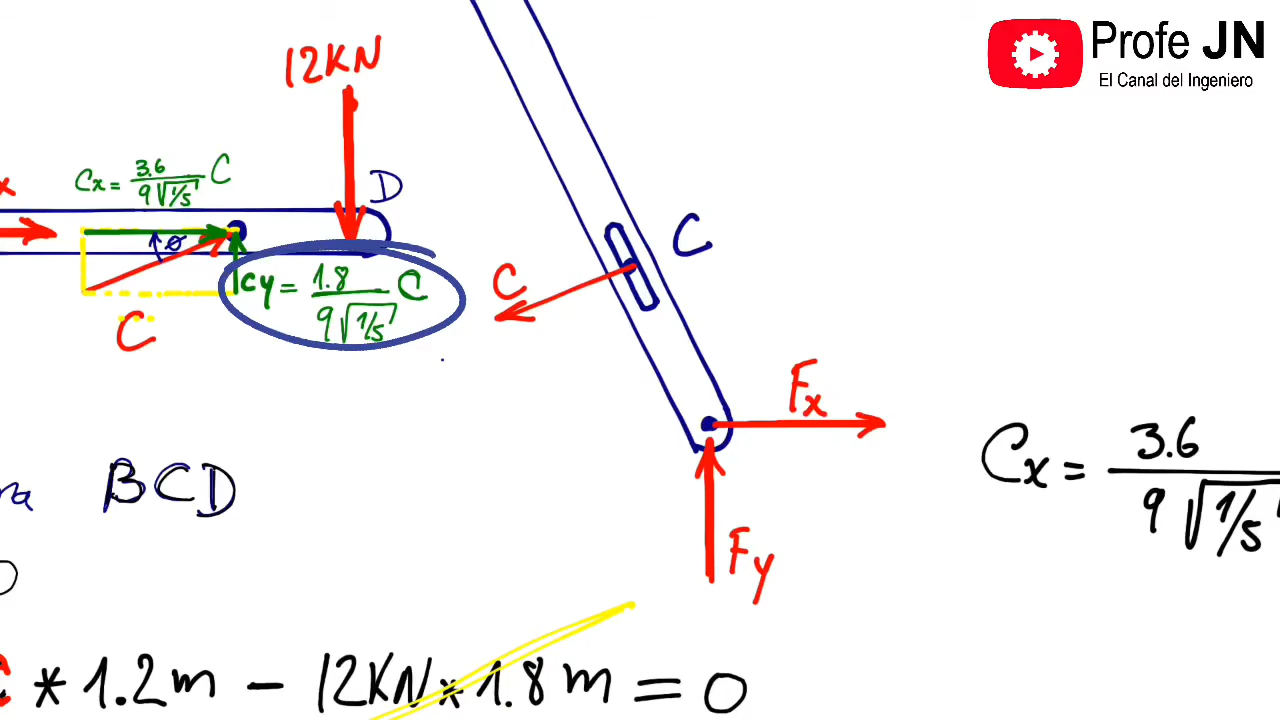 Profe JN
El Canal del Ingeniero
12KN
Cx = 3.6 / 9√1/5 C
D
x
ø
Cy = 1.8 / 9√1/5 C
C
C
C
Fx
Cx = 3.6 / 9√1/5
BCD
Fy
* 1.2m - 12KN * 1.8m = 0